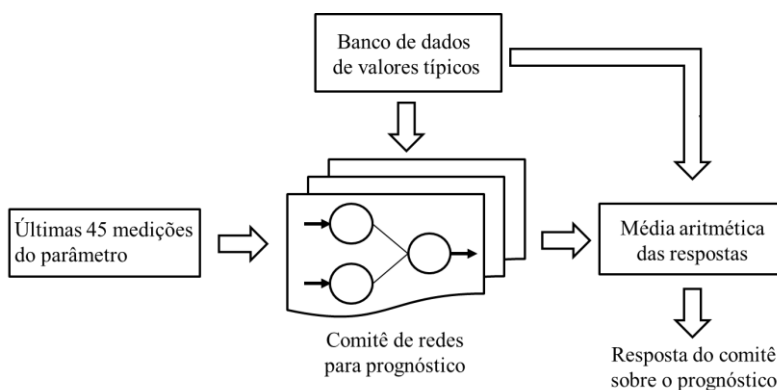 Banco de dados
de valores típicos
Últimas 45 medições
do parâmetro
Média aritmética
das respostas
Comitê de redes
para prognóstico
Resposta do comitê
sobre o prognóstico